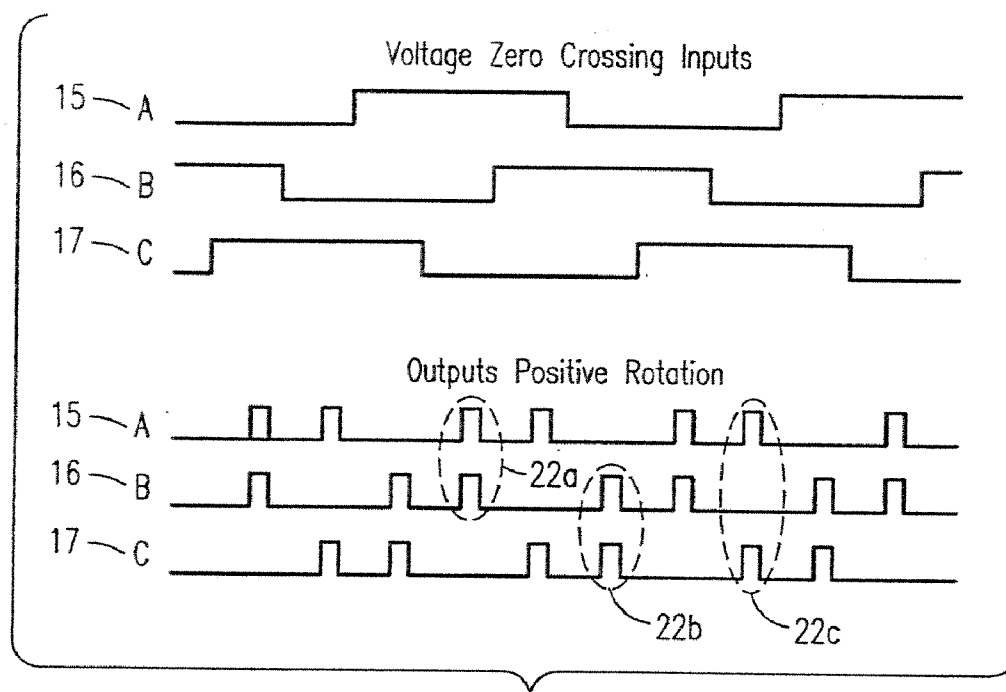 Voltage Zero Crossing Inputs
15 A
16 B
17 C
Outputs Positive Rotation
15 A
16 B
22a
17 C
22b
22c